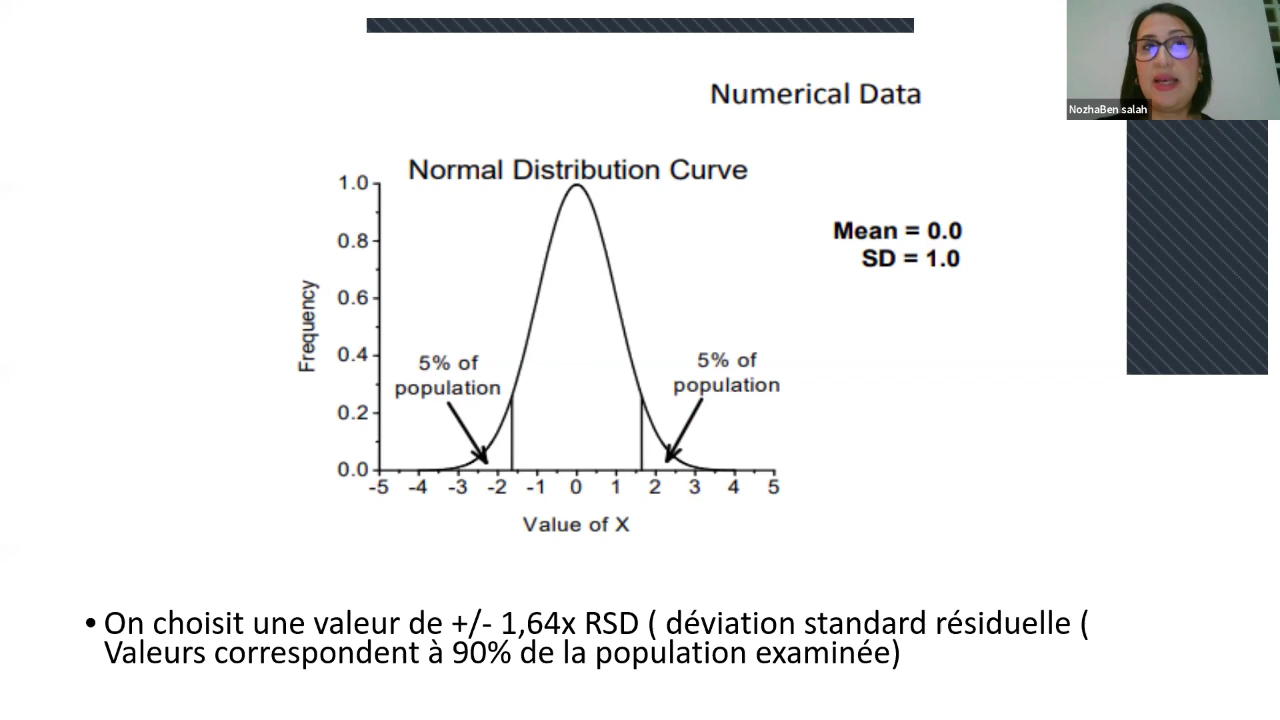 NozhaBen salah
Numerical Data
Normal Distribution Curve
Mean = 0.0
SD = 1.0
Frequency
1.0
0.8
0.6
0.4
0.2
0.0
5% of
population
5% of
population
-5 -4 -3 -2 -1 0 1 2 3 4 5
Value of X
• On choisit une valeur de +/- 1,64x RSD ( déviation standard résiduelle (
Valeurs correspondent à 90% de la population examinée)